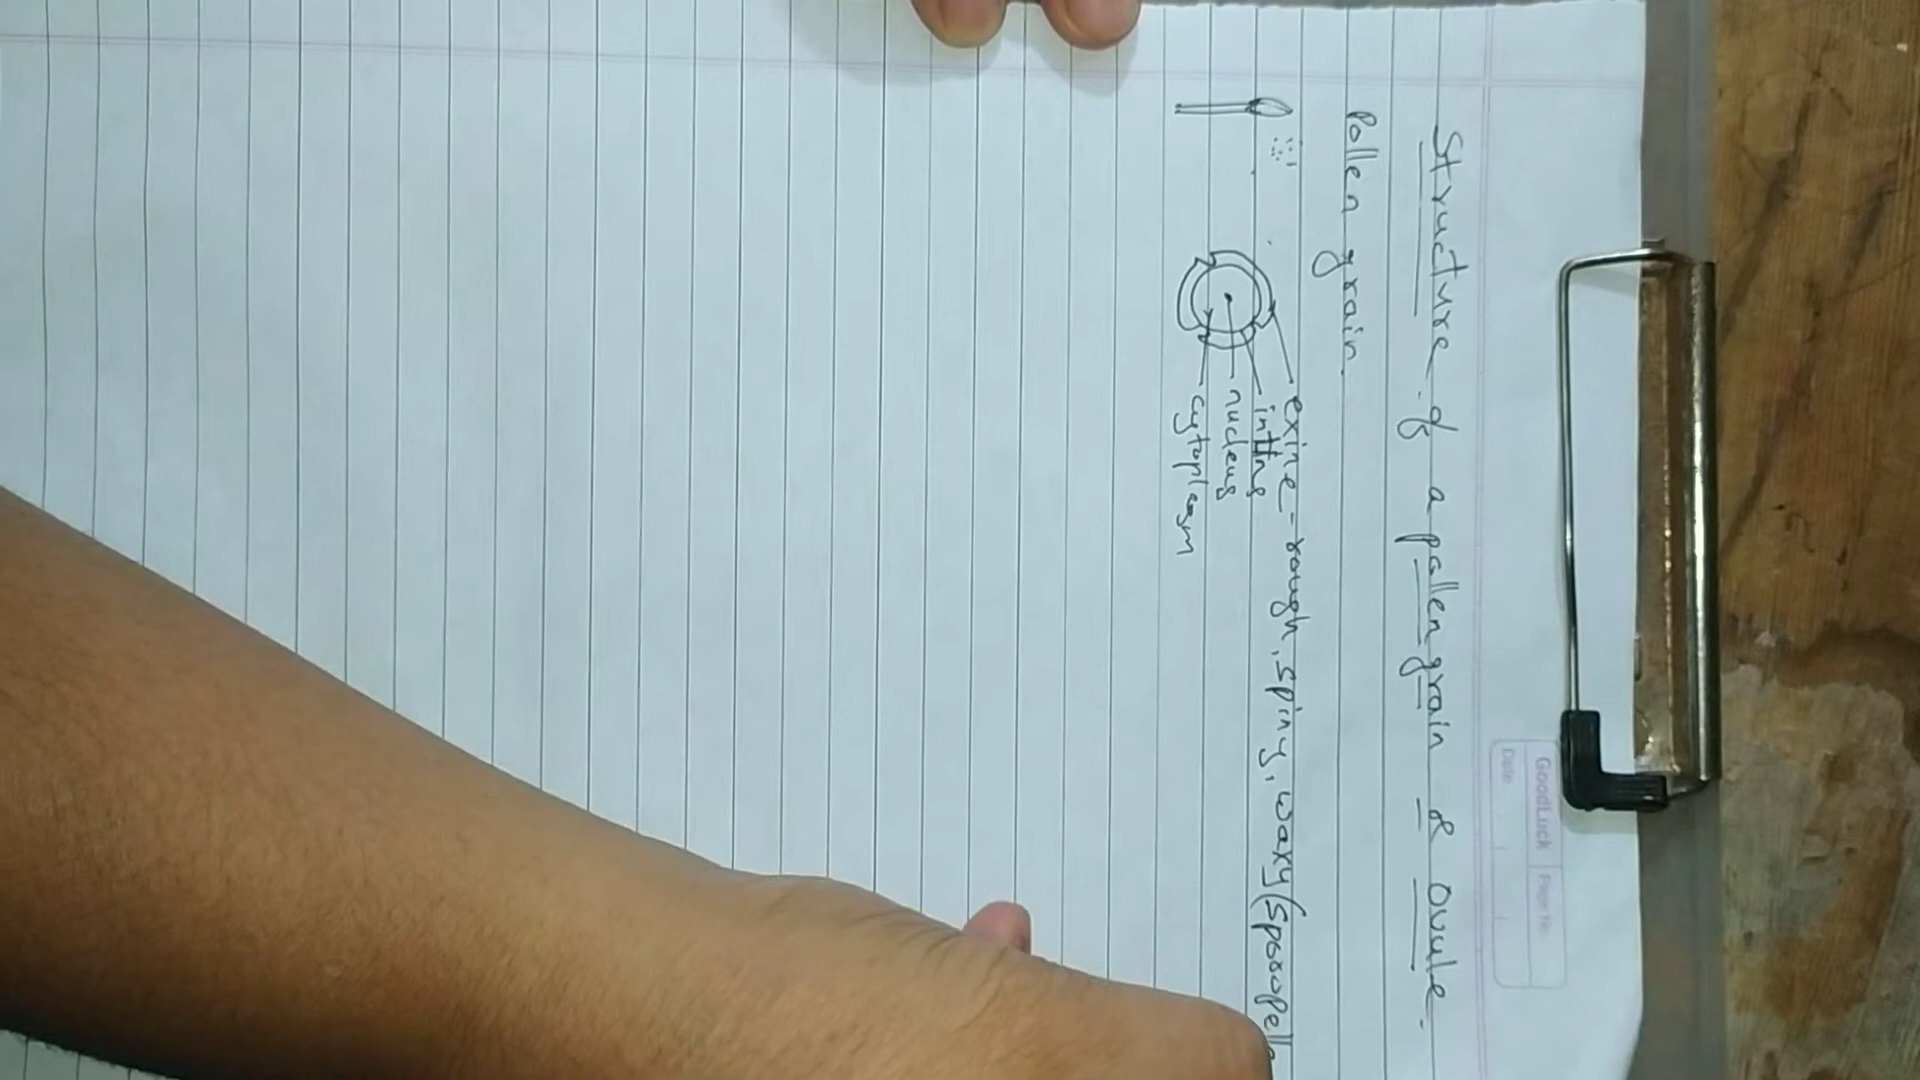 GoodLuck Page No.
Date
Structure of a pollen grain & ovule.
Pollen grain.
exine - rough, spiny, waxy (sporopelle
intine
nucleus
cytoplasm